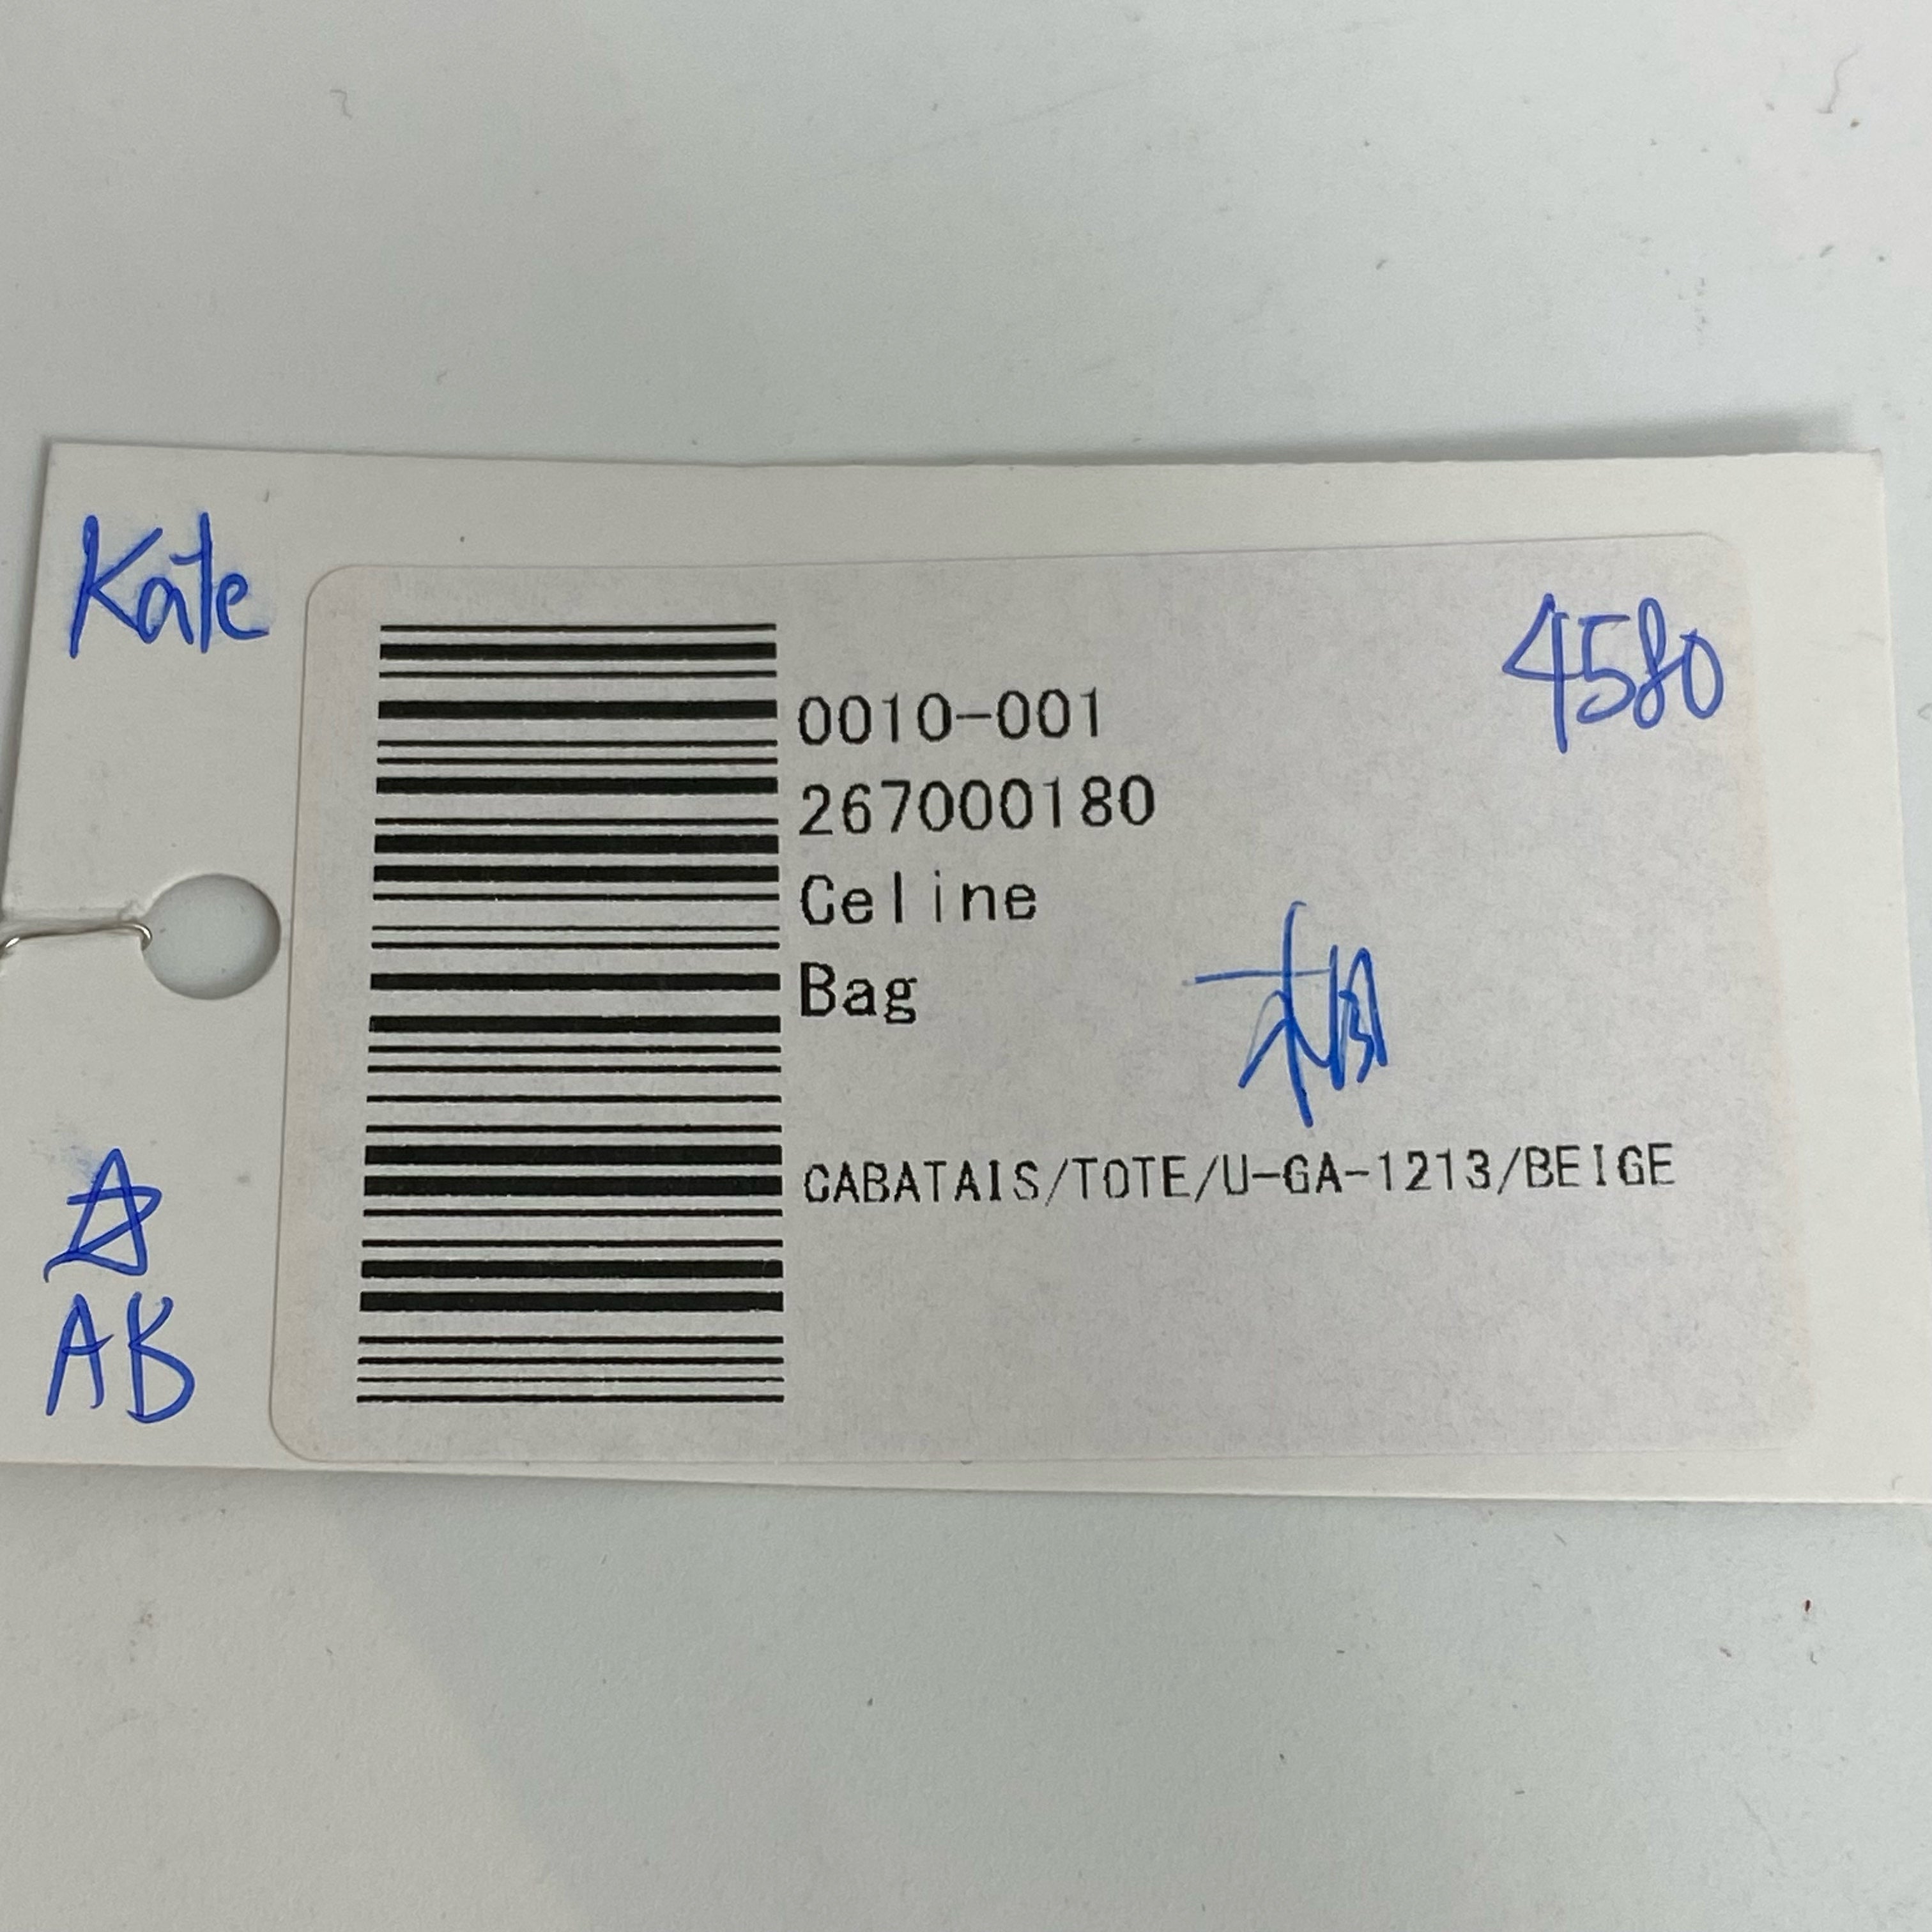 Kate
4580
0010-001
267000180
Celine
Bag
CABATAIS/TOTE/U-GA-1213/BEIGE
AB